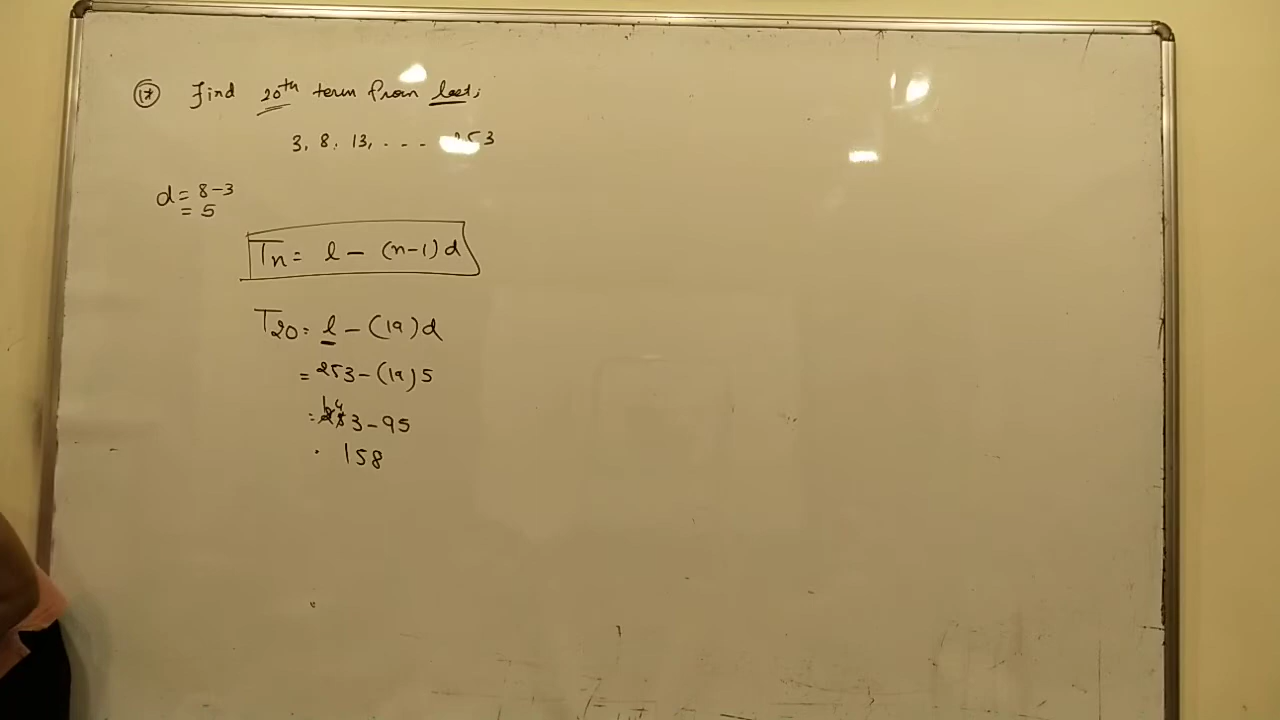 17 Find 20th term from last;
3, 8, 13, . . . 253
d = 8-3
= 5
Tn = l - (n-1)d
T20 = l - (19)d
= 253 - (19)5
= 253 - 95
158